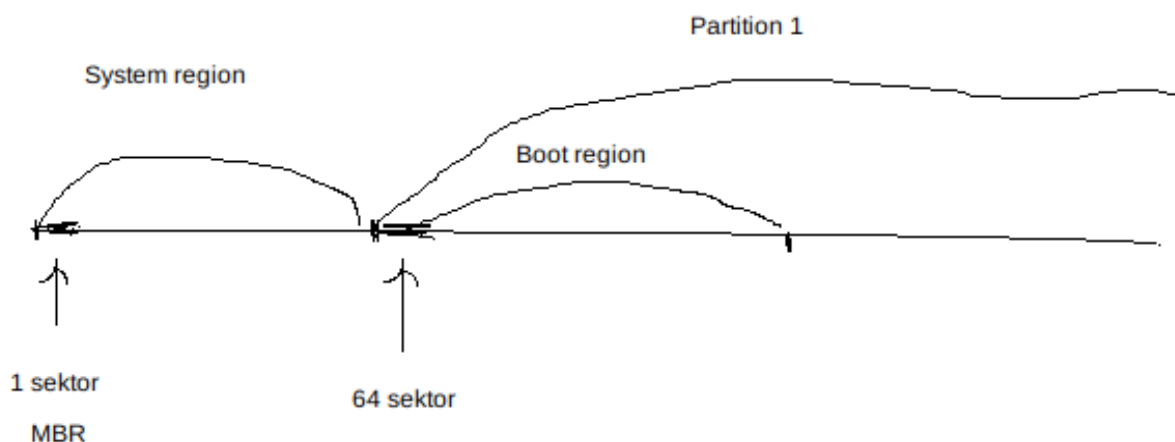 Partition 1
System region
Boot region
1 sektor
64 sektor
MBR